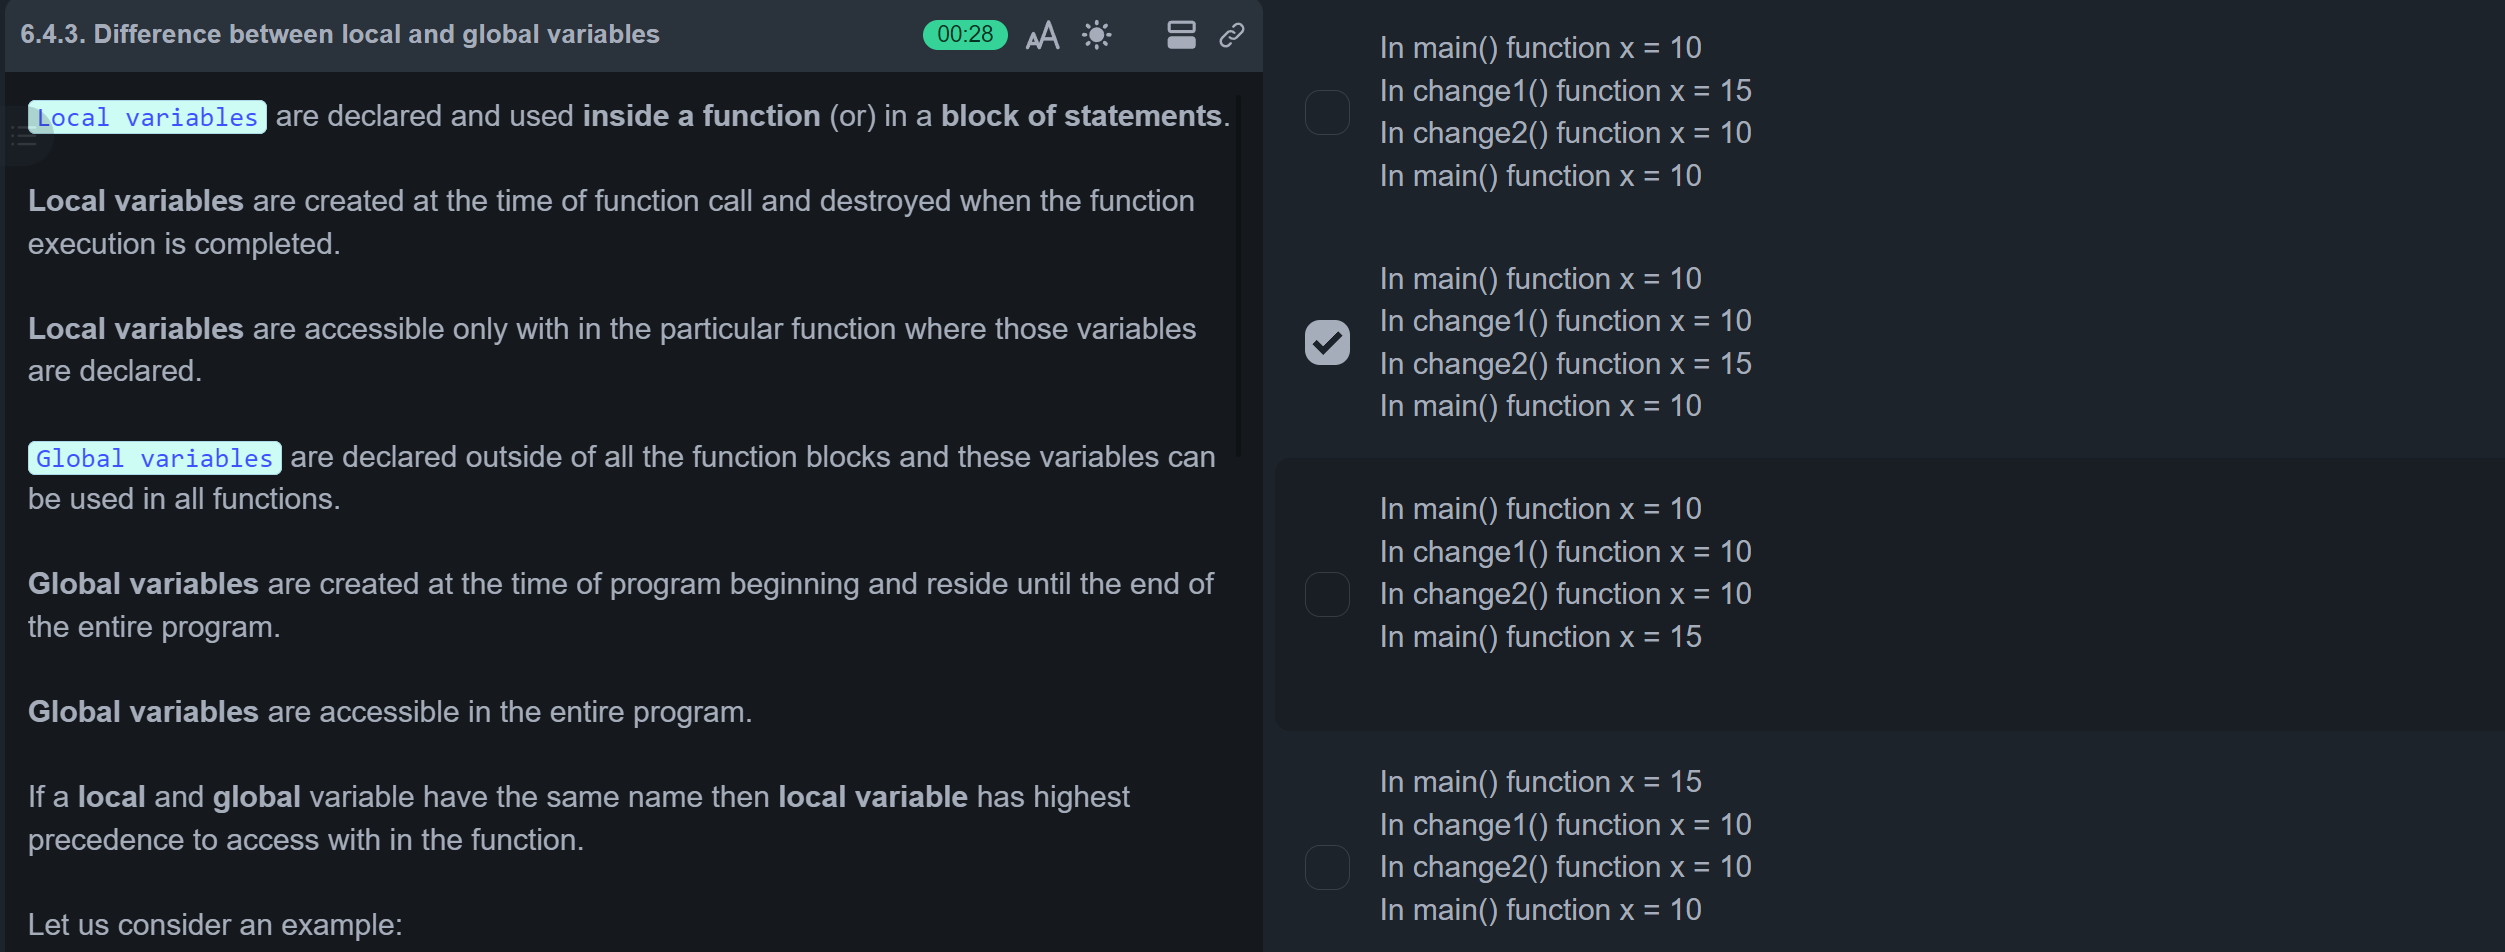 6.4.3. Difference between local and global variables
00:28
Local variables are declared and used inside a function (or) in a block of statements.
Local variables are created at the time of function call and destroyed when the function
execution is completed.
Local variables are accessible only with in the particular function where those variables
are declared.
Global variables are declared outside of all the function blocks and these variables can
be used in all functions.
Global variables are created at the time of program beginning and reside until the end of
the entire program.
Global variables are accessible in the entire program.
If a local and global variable have the same name then local variable has highest
precedence to access with in the function.
Let us consider an example:
In main() function x = 10
In change1() function x = 15
In change2() function x = 10
In main() function x = 10
In main() function x = 10
In change1() function x = 10
In change2() function x = 15
In main() function x = 10
In main() function x = 10
In change1() function x = 10
In change2() function x = 10
In main() function x = 15
In main() function x = 15
In change1() function x = 10
In change2() function x = 10
In main() function x = 10